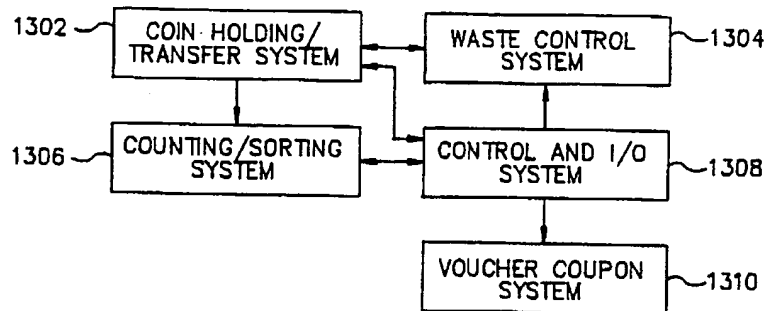 1302
COIN HOLDING/
TRANSFER SYSTEM
WASTE CONTROL
SYSTEM
1304
1306
COUNTING/SORTING
SYSTEM
CONTROL AND I/O
SYSTEM
1308
VOUCHER COUPON
SYSTEM
1310